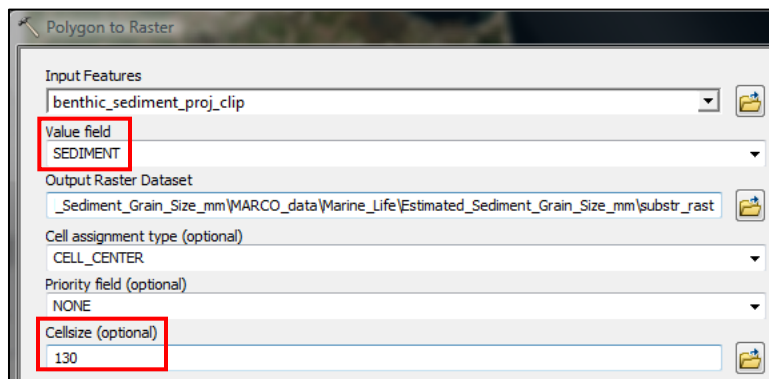 Polygon to Raster
Input Features
benthic_sediment_proj_clip
Value field
SEDIMENT
Output Raster Dataset
_Sediment_Grain_Size_mm\MARCO_data\Marine_Life\Estimated_Sediment_Grain_Size_mm\substr_rast
Cell assignment type (optional)
CELL_CENTER
Priority field (optional)
NONE
Cellsize (optional)
130